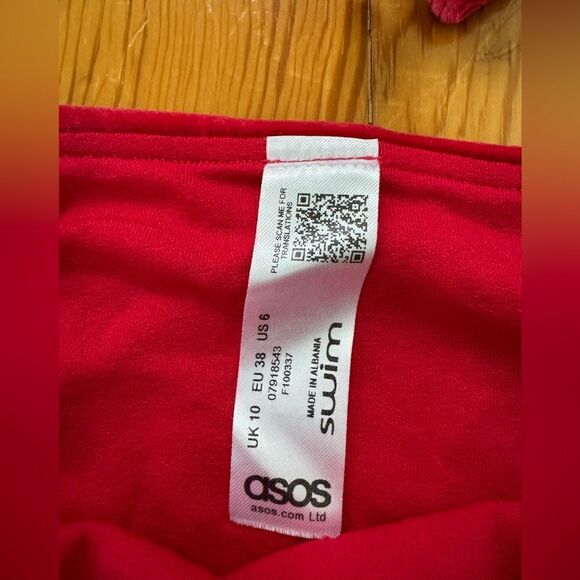 PLEASE SCAN ME FOR
TRANSLATIONS
UK 10 EU 38 US 6
07918543
F100337
MADE IN ALBANIA
swim
asos
asos.com Ltd